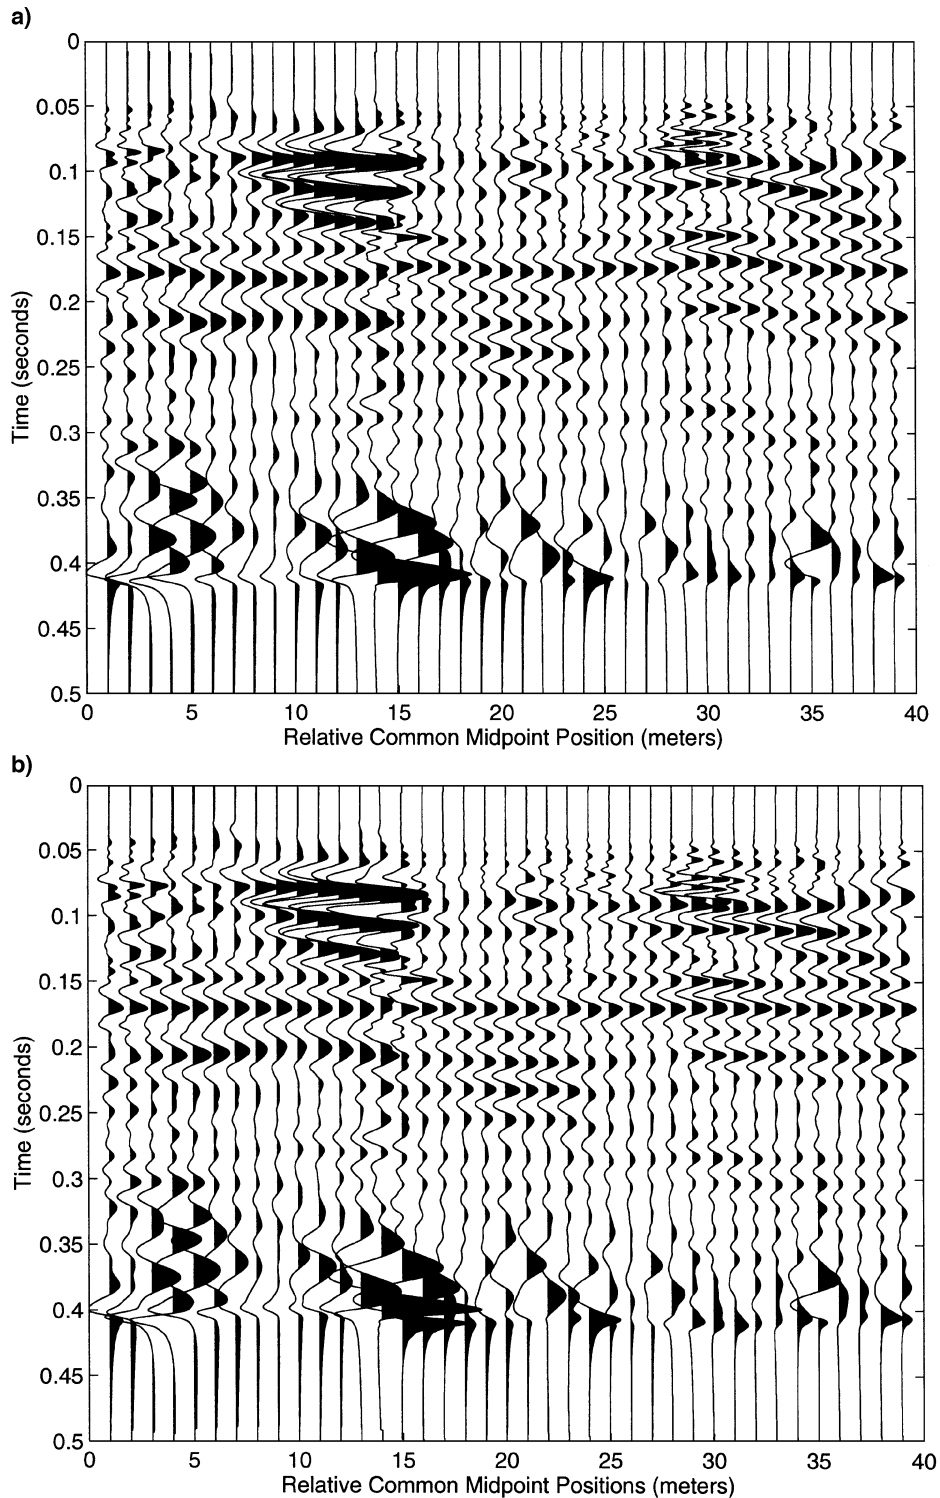 a)
0
0.05
0.1
0.15
0.2
0.25
0.3
0.35
0.4
0.45
0.5
Time (seconds)
0 5 10 15 20 25 30 35 40
Relative Common Midpoint Position (meters)
b)
0
0.05
0.1
0.15
0.2
0.25
0.3
0.35
0.4
0.45
0.5
Time (seconds)
0 5 10 15 20 25 30 35 40
Relative Common Midpoint Positions (meters)